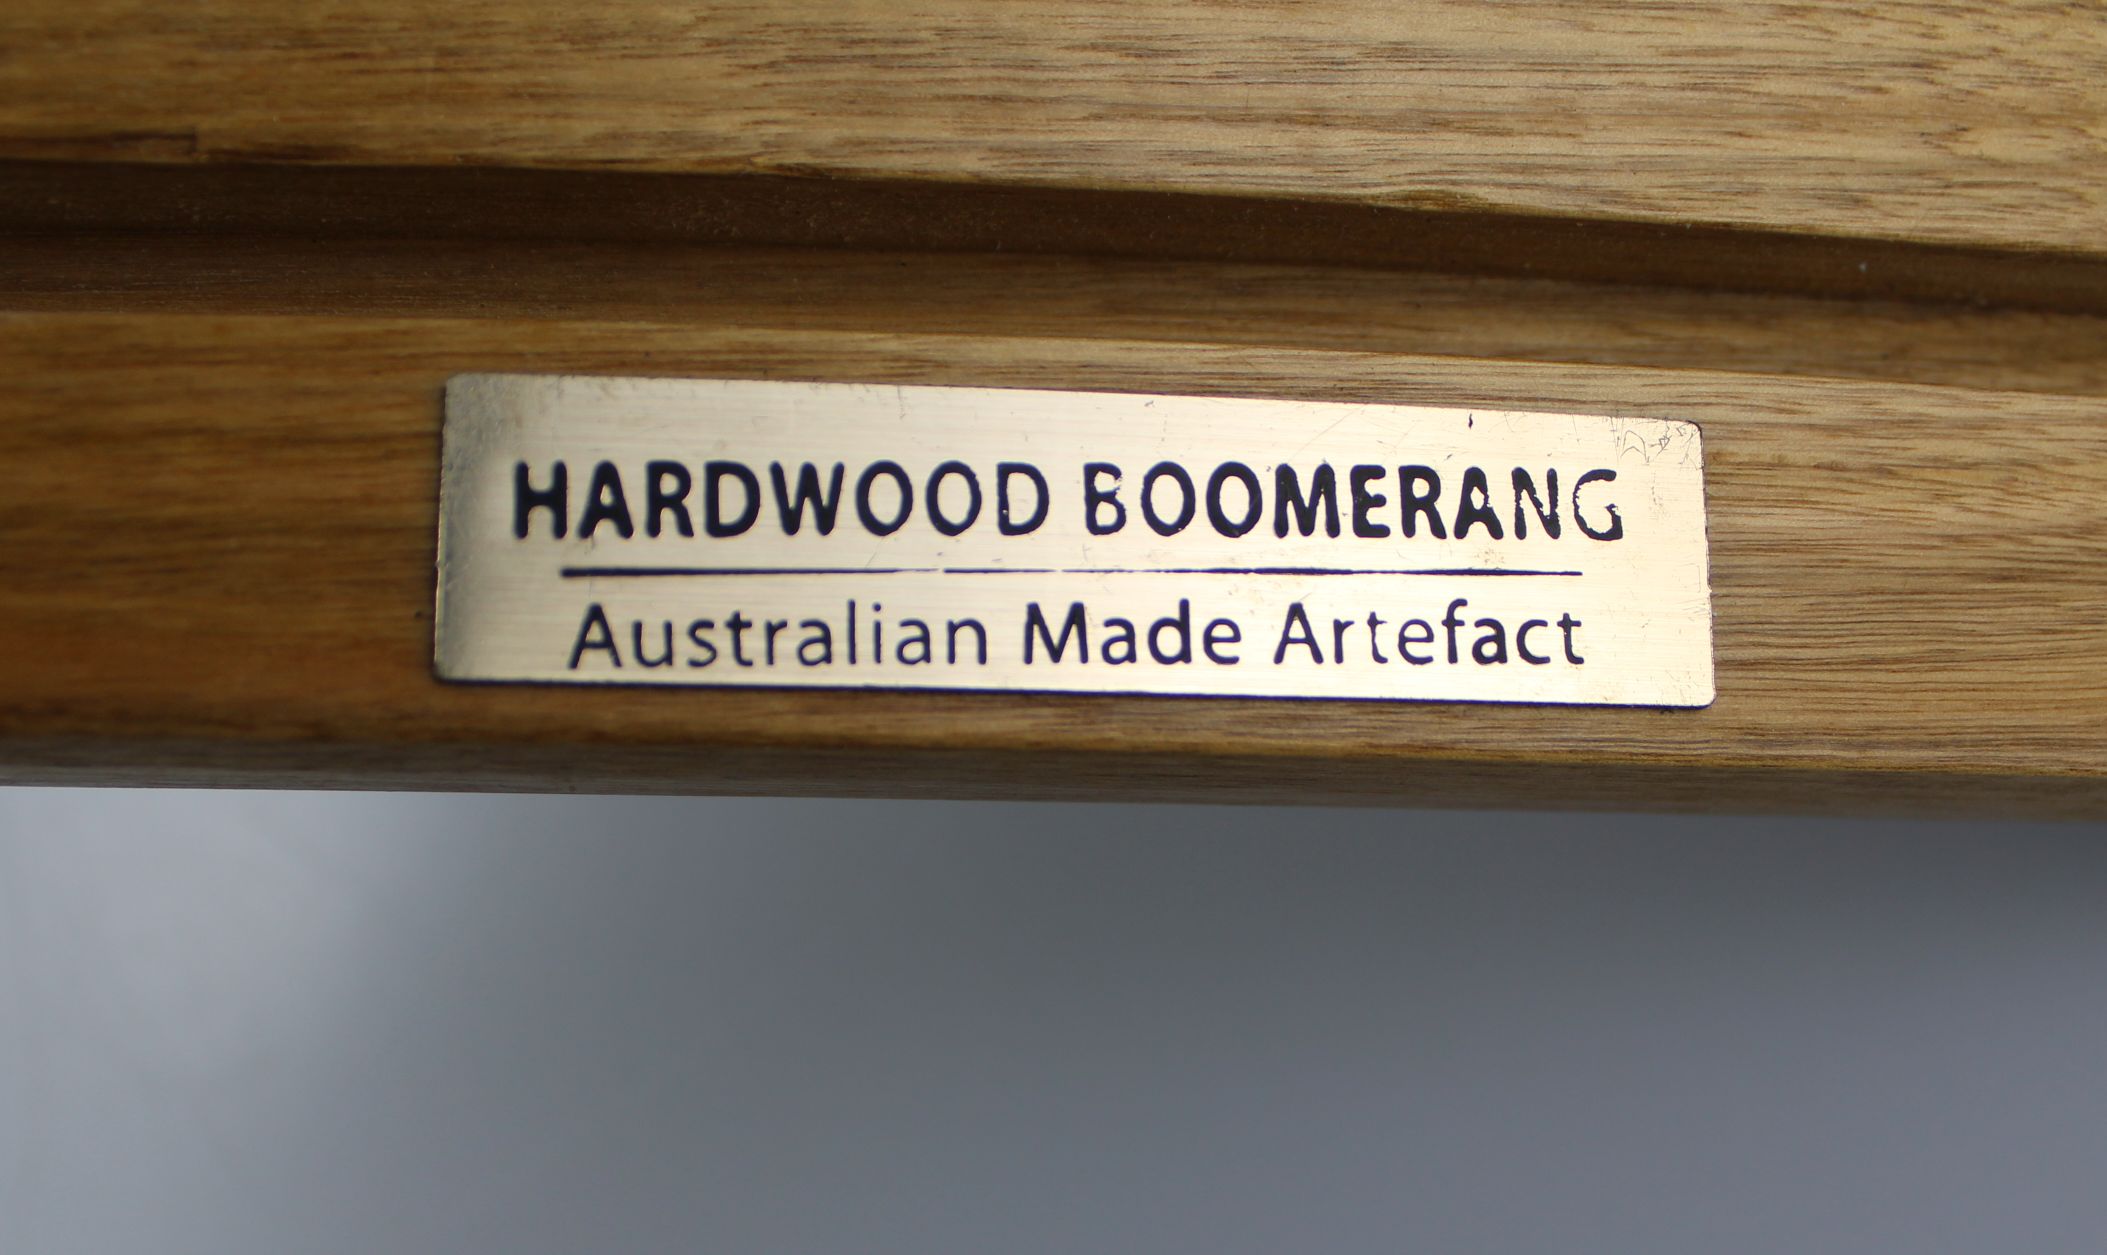 HARDWOOD BOOMERANG
Australian Made Artefact